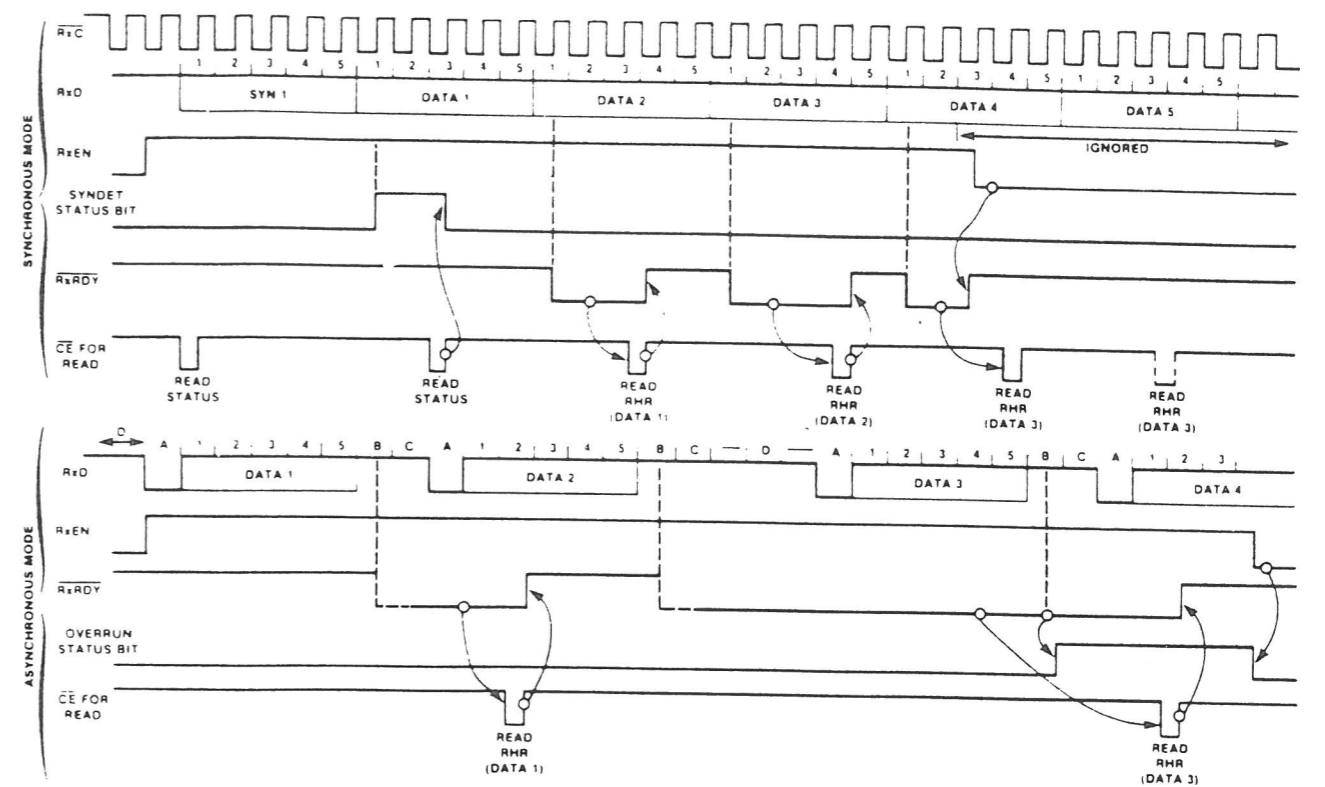 SYNCHRONOUS MODE
RxC
1 2 3 4 5 1 2 3 4 5 1 2 3 4 5 1 2 3 4 5 1 2 3 4 5 1 2 3 4 5
RxD
SYN 1 DATA 1 DATA 2 DATA 3 DATA 4 DATA 5
IGNORED
RxEN
SYNDET
STATUS BIT
RxRDY
CE FOR
READ
READ
STATUS
READ
STATUS
READ
RHR
(DATA 1)
READ
RHR
(DATA 2)
READ
RHR
(DATA 3)
READ
RHR
(DATA 3)
ASYNCHRONOUS MODE
D A 1 2 3 4 5 B C A 1 2 3 4 5 B C D A 1 2 3 4 5 B C A 1 2 3
RxD
DATA 1 DATA 2 DATA 3 DATA 4
RxEN
RxRDY
OVERRUN
STATUS BIT
CE FOR
READ
READ
RHR
(DATA 1)
READ
RHR
(DATA 3)